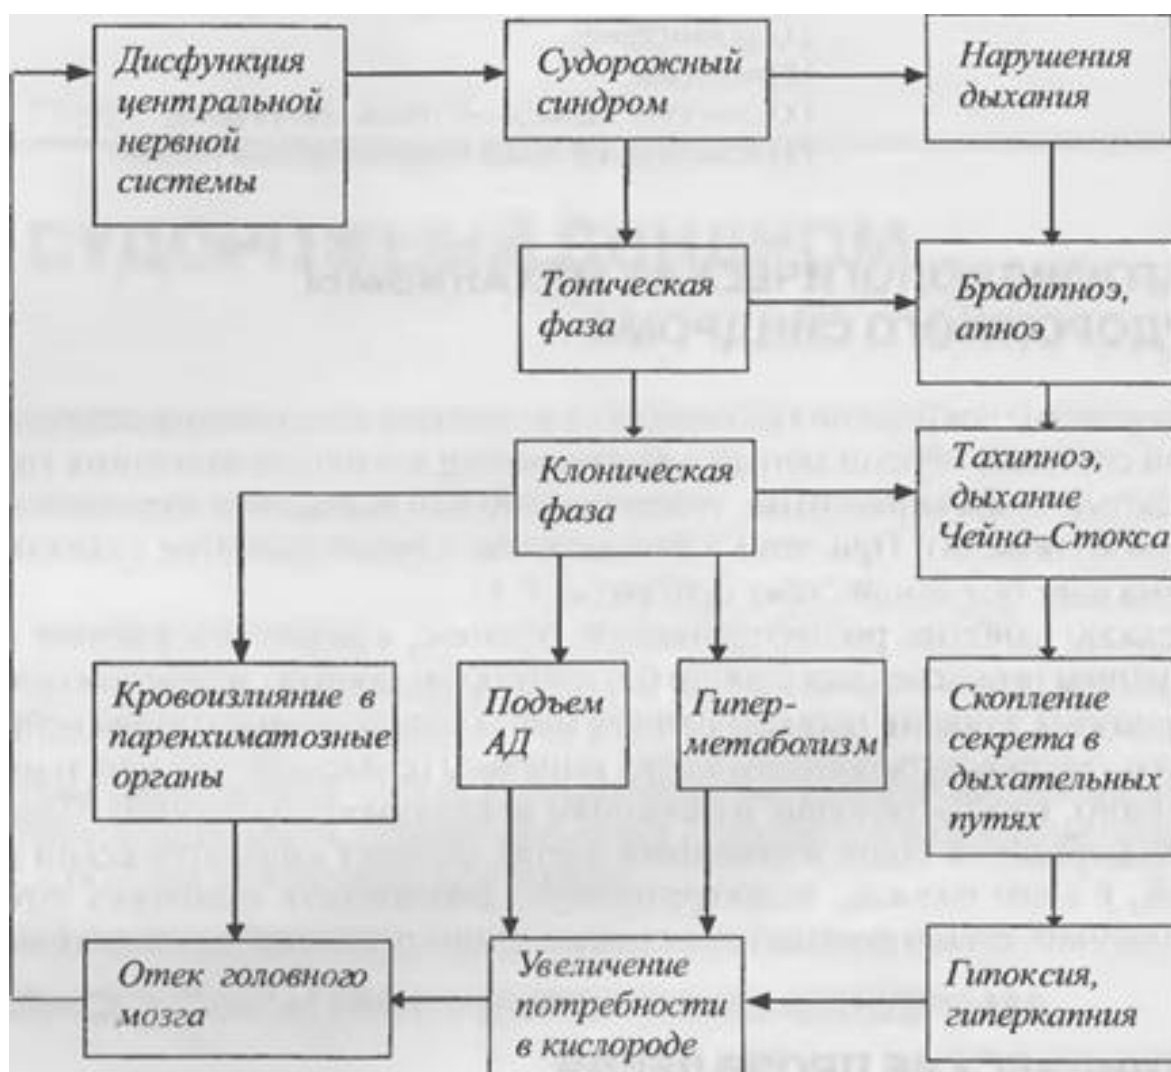 Дисфункция
центральной
нервной
системы
Судорожный
синдром
Нарушения
дыхания
Тоническая
фаза
Брадипноэ,
апноэ
Клоническая
фаза
Тахипноэ,
дыхание
Чейна–Стокса
Кровоизлияние в
паренхиматозные
органы
Подъем
АД
Гипер-
метаболизм
Скопление
секрета в
дыхательных
путях
Отек головного
мозга
Увеличение
потребности
в кислороде
Гипоксия,
гиперкапния